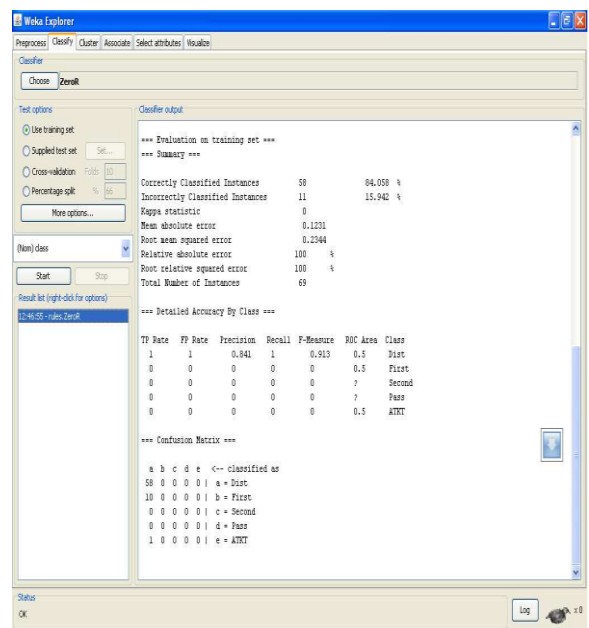 Weka Explorer
Preprocess Classify Cluster Associate Select attributes Visualize
Classifier
Choose ZeroR
Test options
Use training set
Supplied test set Set...
Cross-validation Folds 10
Percentage split % 66
More options...
(Nom) class
Start Stop
Result list (right-click for options)
12:46:55 - rules.ZeroR
Classifier output
=== Evaluation on training set ===
=== Summary ===
Correctly Classified Instances 58 84.058 %
Incorrectly Classified Instances 11 15.942 %
Kappa statistic 0
Mean absolute error 0.1231
Root mean squared error 0.2344
Relative absolute error 100 %
Root relative squared error 100 %
Total Number of Instances 69
=== Detailed Accuracy By Class ===
TP Rate FP Rate Precision Recall F-Measure ROC Area Class
1 1 0.841 1 0.913 0.5 Dist
0 0 0 0 0 0.5 First
0 0 0 0 0 ? Second
0 0 0 0 0 ? Pass
0 0 0 0 0 0.5 ATKT
=== Confusion Matrix ===
a b c d e <-- classified as
58 0 0 0 0 | a = Dist
10 0 0 0 0 | b = First
0 0 0 0 0 | c = Second
0 0 0 0 0 | d = Pass
1 0 0 0 0 | e = ATKT
Status
OK
Log x 0